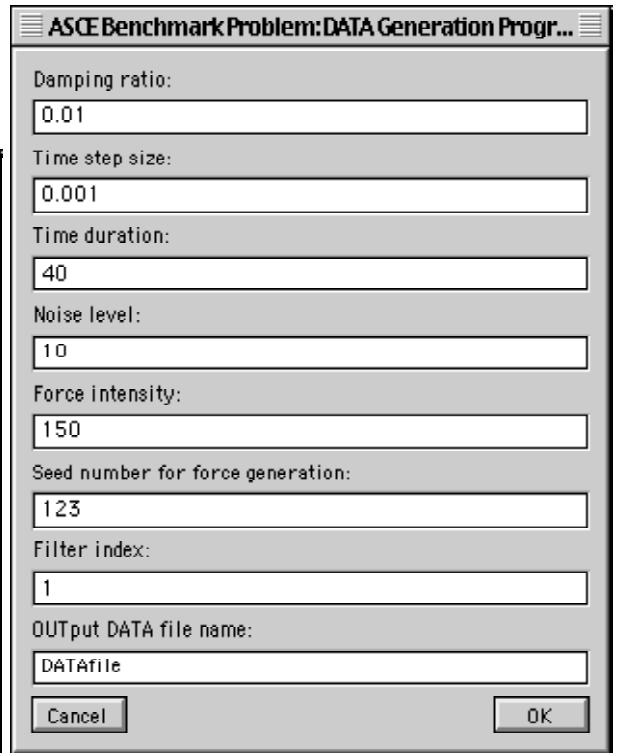 ASCE Benchmark Problem: DATA Generation Progr...
Damping ratio:
0.01
Time step size:
0.001
Time duration:
40
Noise level:
10
Force intensity:
150
Seed number for force generation:
123
Filter index:
1
OUTput DATA file name:
DATAfile
Cancel OK